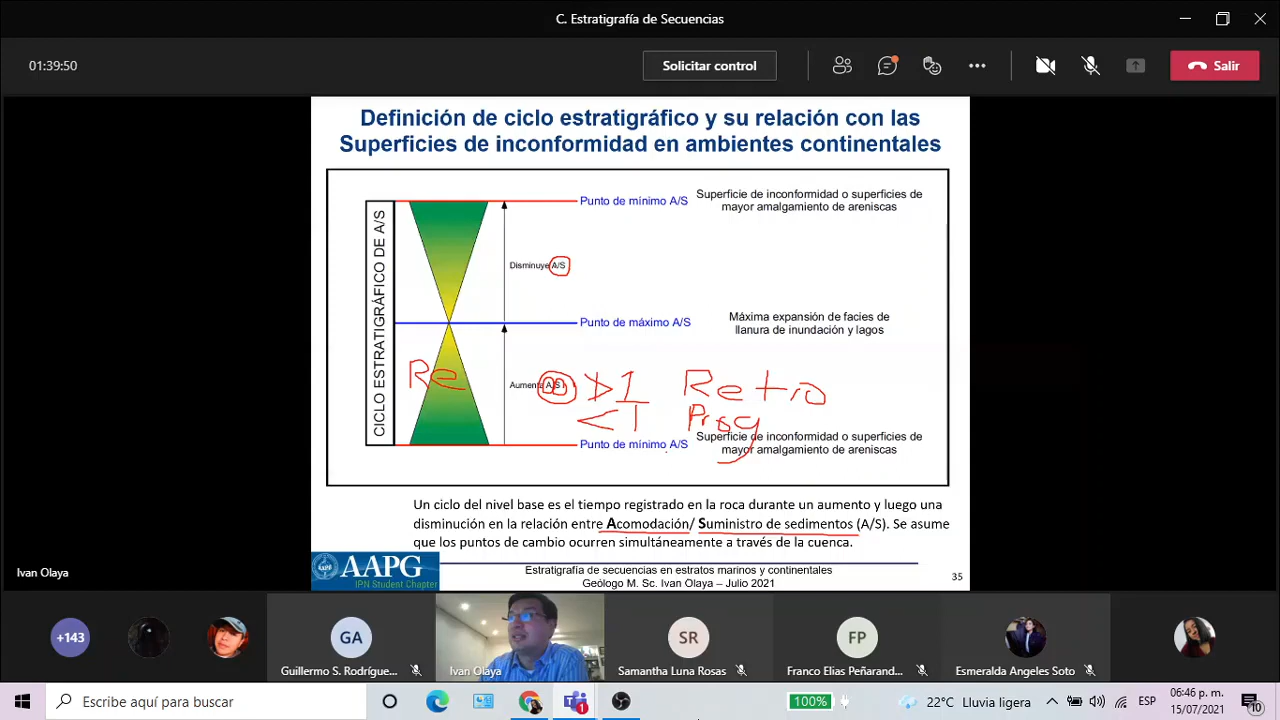 C. Estratigrafía de Secuencias
01:39:50
Solicitar control
Salir
Definición de ciclo estratigráfico y su relación con las
Superficies de inconformidad en ambientes continentales
CICLO ESTRATIGRÁFICO DE A/S
Punto de mínimo A/S
Superficie de inconformidad o superficies de
mayor amalgamiento de areniscas
Disminuye A/S
Punto de máximo A/S
Máxima expansión de facies de
llanura de inundación y lagos
Re
Aumenta A/S
>1 Retro
<1 Prog
Punto de mínimo A/S
Superficie de inconformidad o superficies de
mayor amalgamiento de areniscas
Un ciclo del nivel base es el tiempo registrado en la roca durante un aumento y luego una
disminución en la relación entre Acomodación/ Suministro de sedimentos (A/S). Se asume
que los puntos de cambio ocurren simultáneamente a través de la cuenca.
AAPG
IPN Student Chapter
Estratigrafía de secuencias en estratos marinos y continentales
Geólogo M. Sc. Ivan Olaya – Julio 2021
35
Ivan Olaya
+143
GA
SR
FP
Guillermo S. Rodrígue...
Ivan Olaya
Samantha Luna Rosas
Franco Elias Peñarand...
Esmeralda Angeles Soto
Escribe aquí para buscar
1
100%
22°C Lluvia ligera
ESP
06:46 p. m.
15/07/2021
10